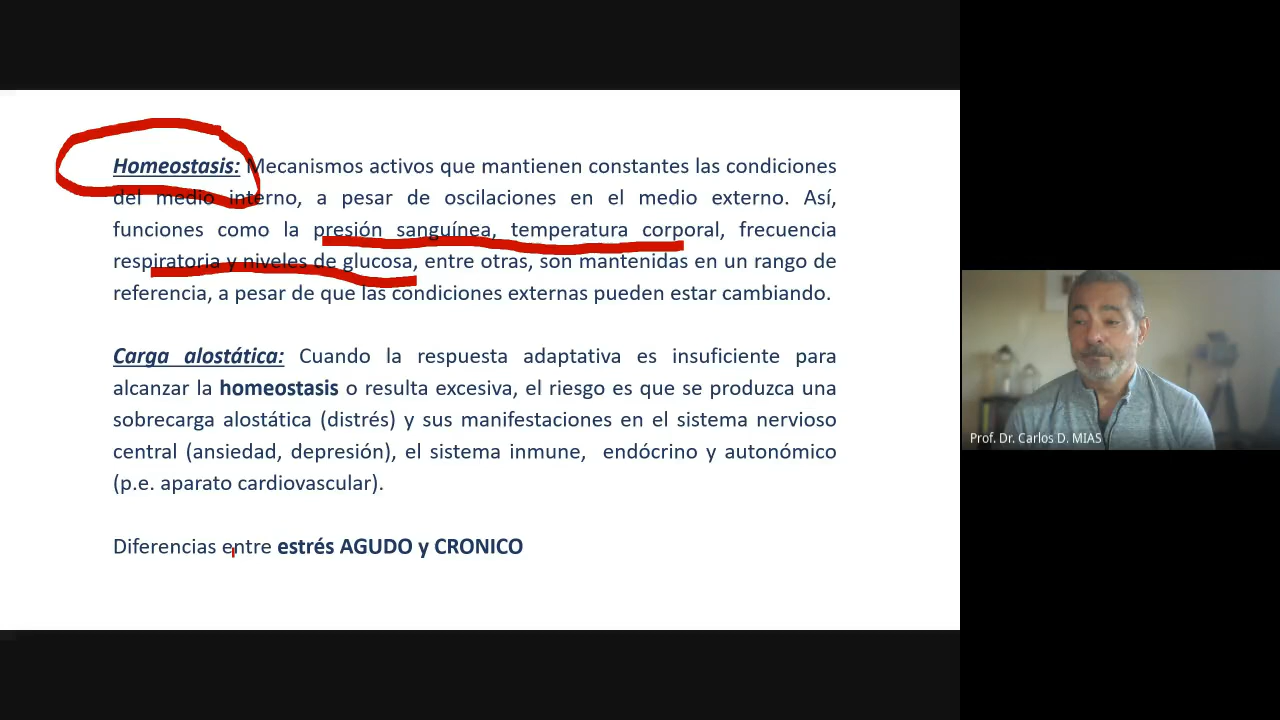 Homeostasis: Mecanismos activos que mantienen constantes las condiciones
del medio interno, a pesar de oscilaciones en el medio externo. Así,
funciones como la presión sanguínea, temperatura corporal, frecuencia
respiratoria y niveles de glucosa, entre otras, son mantenidas en un rango de
referencia, a pesar de que las condiciones externas pueden estar cambiando.
Carga alostática: Cuando la respuesta adaptativa es insuficiente para
alcanzar la homeostasis o resulta excesiva, el riesgo es que se produzca una
sobrecarga alostática (distrés) y sus manifestaciones en el sistema nervioso
central (ansiedad, depresión), el sistema inmune, endócrino y autonómico
(p.e. aparato cardiovascular).
Diferencias entre estrés AGUDO y CRONICO
Prof. Dr. Carlos D. MIAS